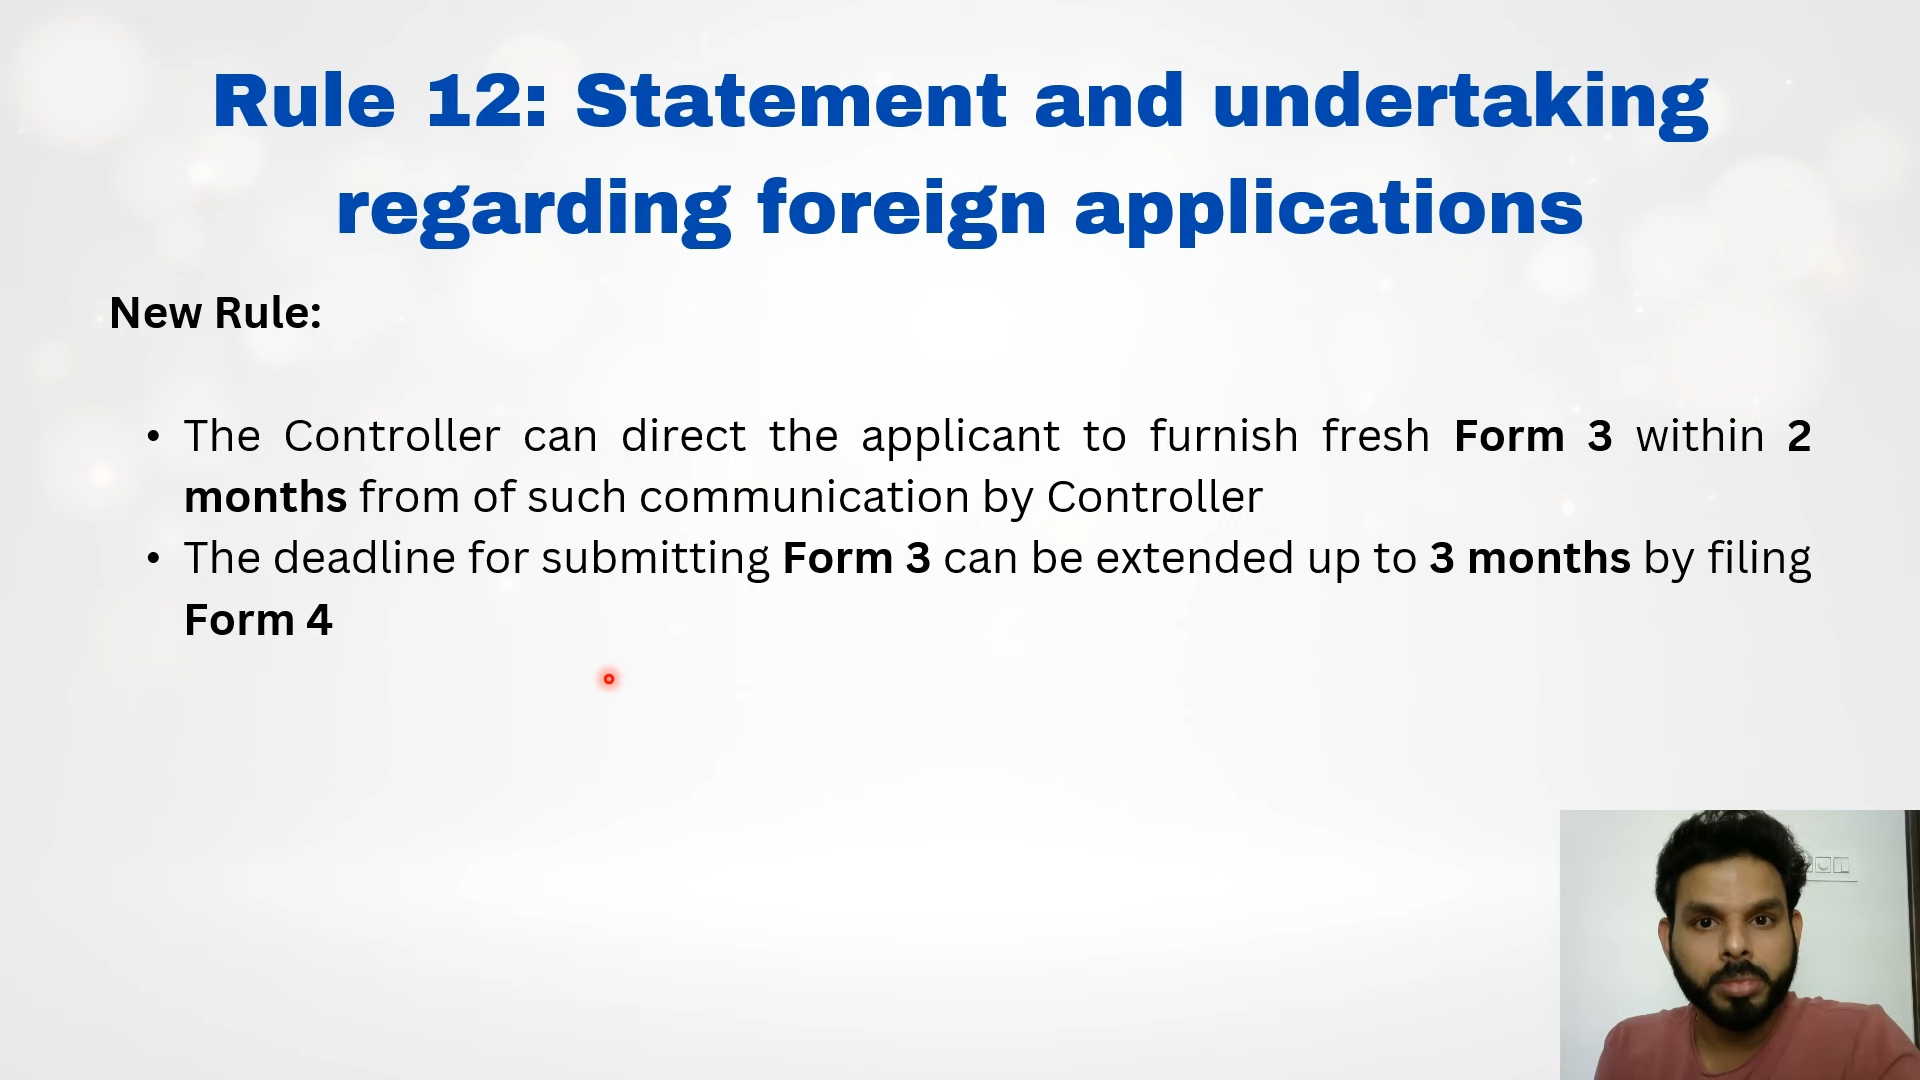 Rule 12: Statement and undertaking
regarding foreign applications
New Rule:
• The Controller can direct the applicant to furnish fresh Form 3 within 2
months from of such communication by Controller
• The deadline for submitting Form 3 can be extended up to 3 months by filing
Form 4